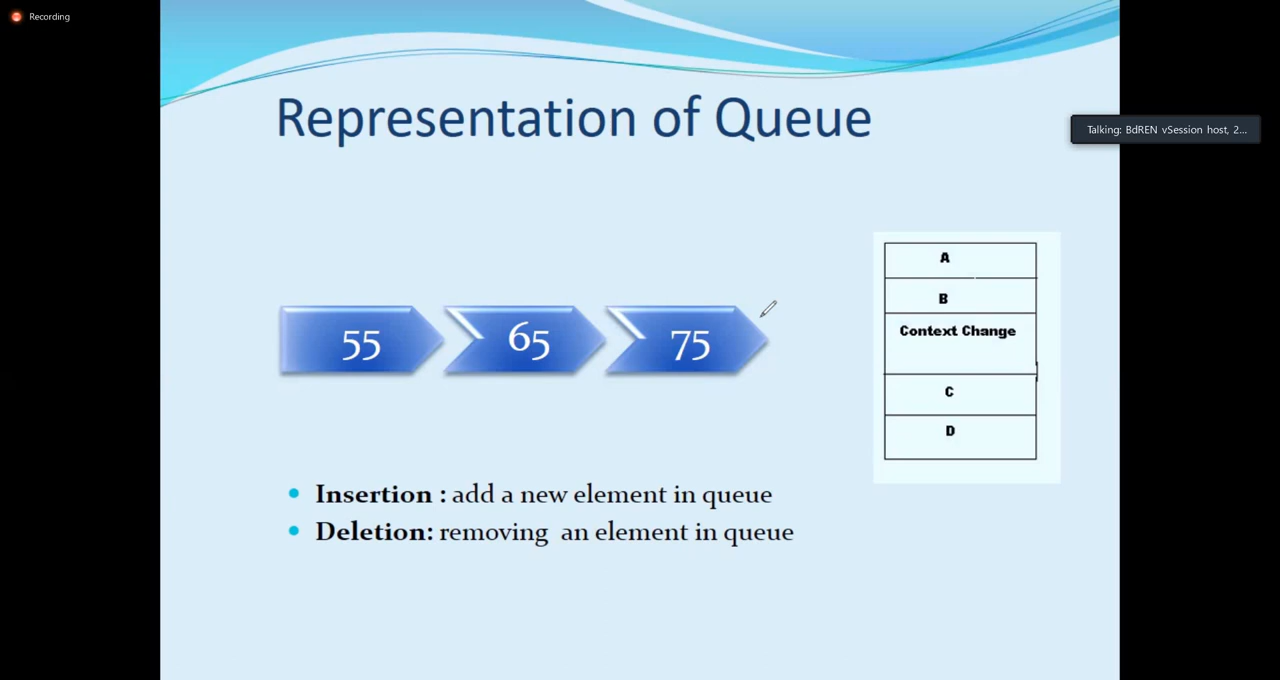 Recording
Representation of Queue
Talking: BdREN vSession host, 2...
A
B
Context Change
C
D
55
65
75
Insertion : add a new element in queue
Deletion: removing an element in queue